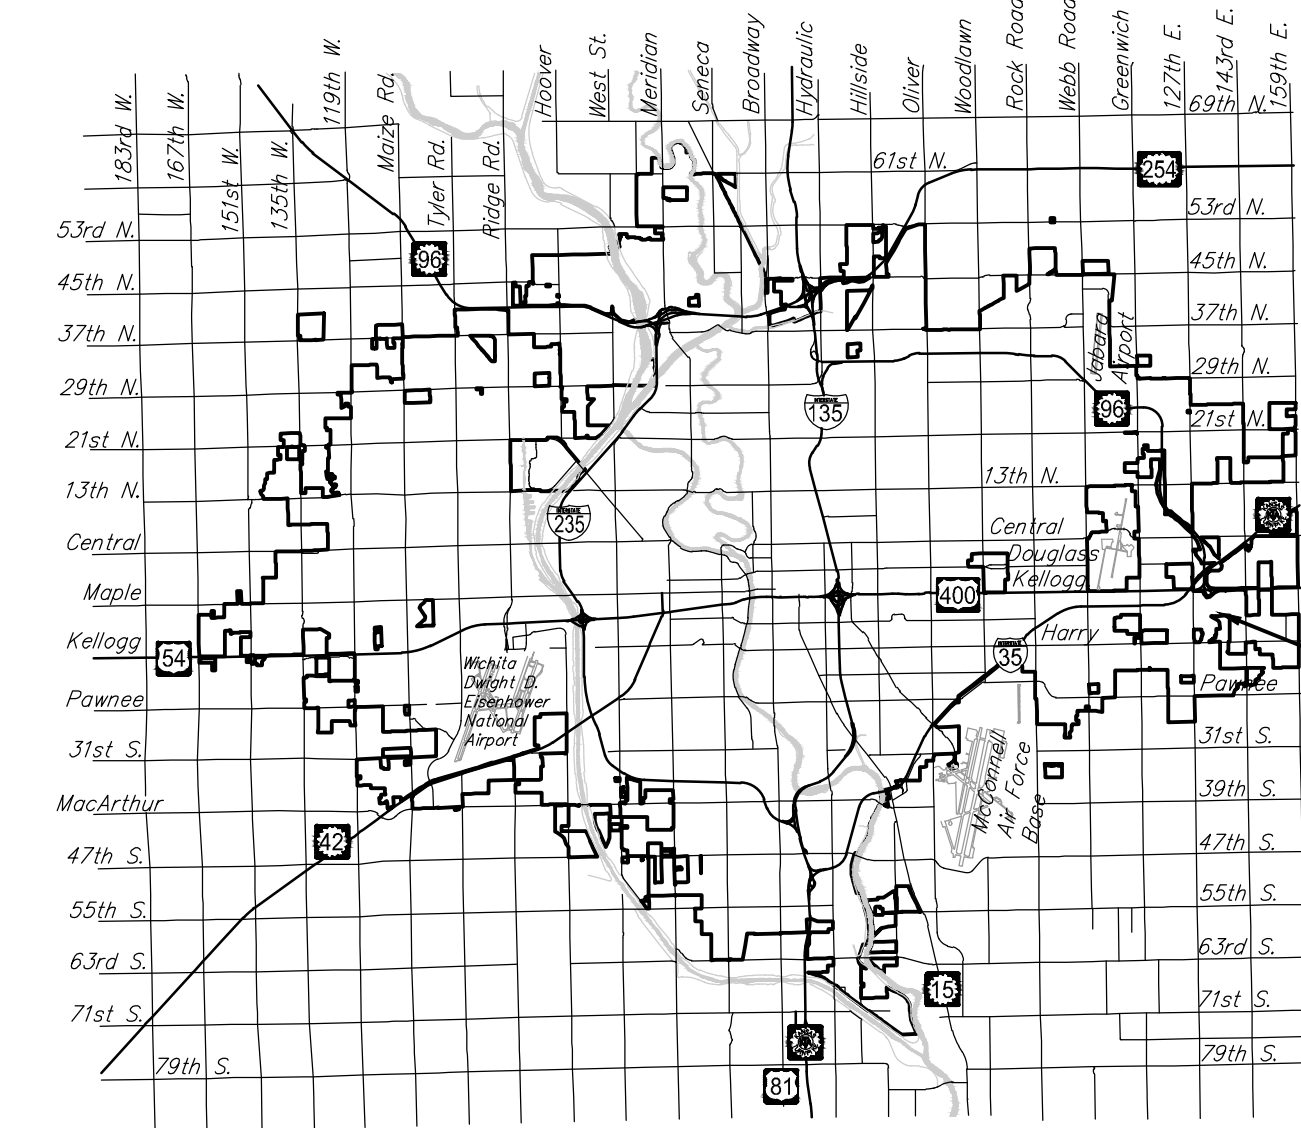 183rd W.
167th W.
151st W.
135th W.
119th W.
Maize Rd.
Tyler Rd.
Ridge Rd.
Hoover
West St.
Meridian
Seneca
Broadway
Hydraulic
Hillside
Oliver
Woodlawn
Rock Road
Webb Road
Greenwich
127th E.
143rd E.
159th E.
69th N.
61st N.
254
53rd N.
53rd N.
96
45th N.
45th N.
37th N.
37th N.
Jabara
Airport
29th N.
29th N.
96
INTERSTATE
135
21st N.
21st N.
13th N.
13th N.
INTERSTATE
235
Central
Central
Douglass
Kellogg
400
Maple
Kellogg
54
Harry
INTERSTATE
35
Wichita
Dwight D.
Eisenhower
National
Airport
Pawnee
Pawnee
31st S.
31st S.
McConnell
Air Force
Base
MacArthur
39th S.
42
47th S.
47th S.
55th S.
55th S.
63rd S.
63rd S.
15
71st S.
71st S.
79th S.
79th S.
81